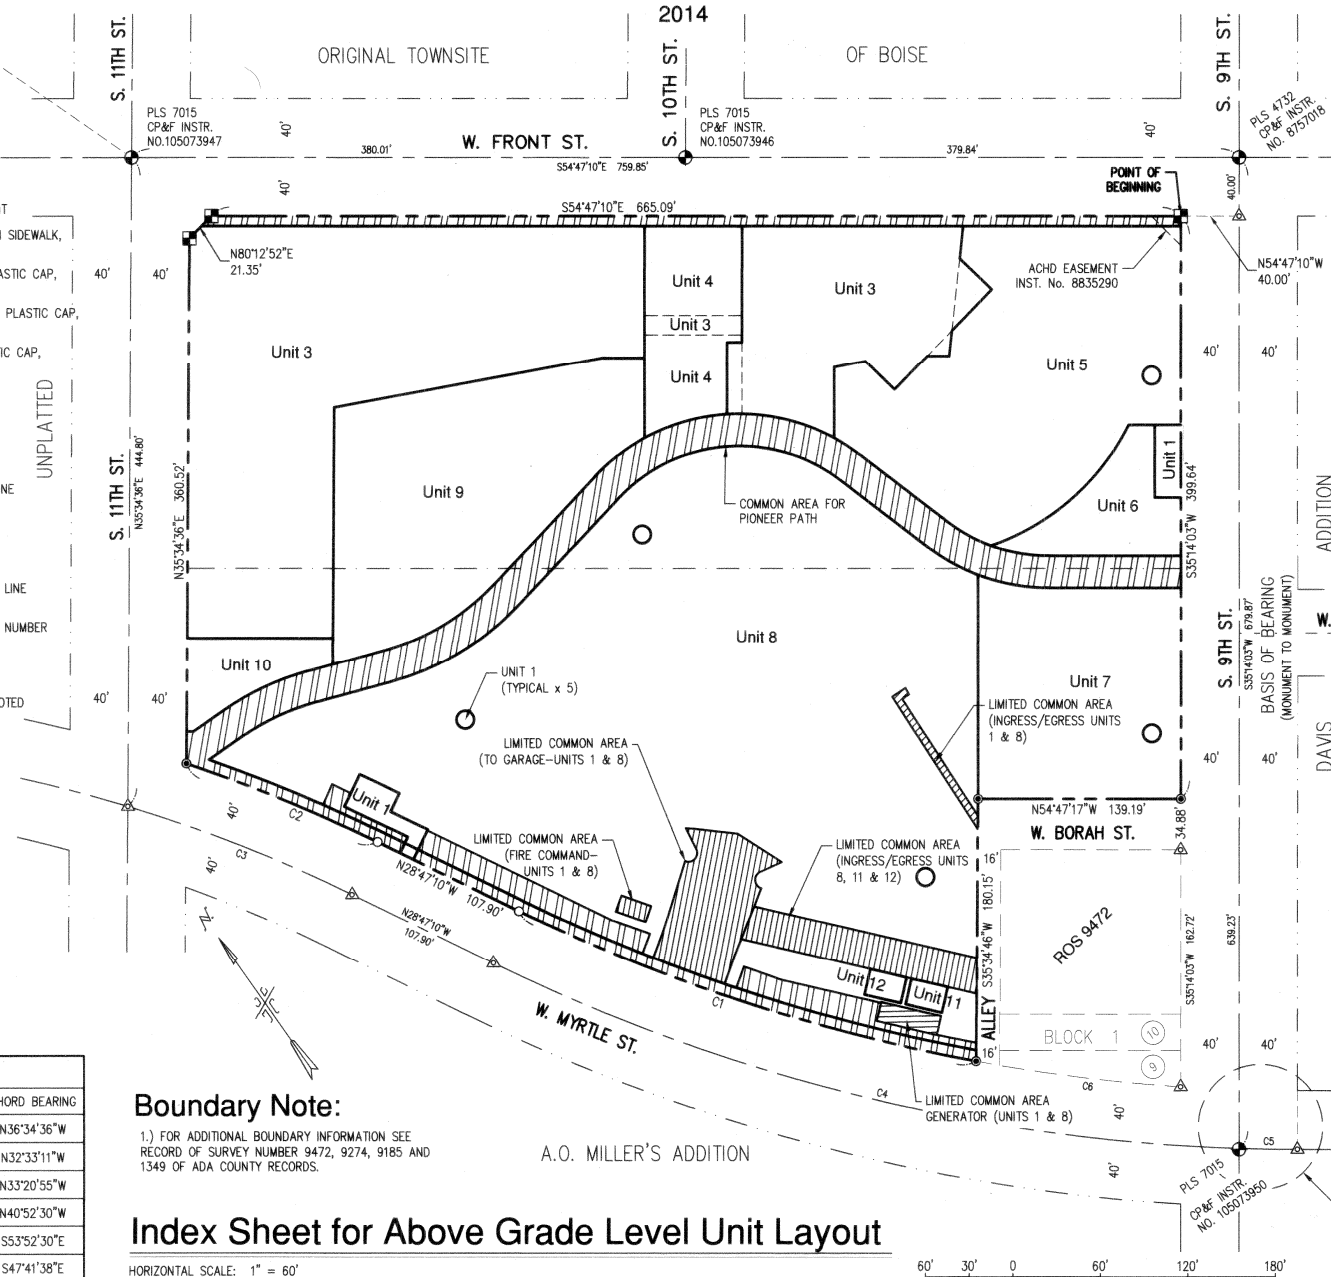 2014
ORIGINAL TOWNSITE
OF BOISE
S. 11TH ST.
S. 10TH ST.
S. 9TH ST.
PLS 7015
CP&F INSTR.
NO.105073947
40'
W. FRONT ST.
PLS 7015
CP&F INSTR.
NO.105073946
40'
PLS 4732
CP&F INSTR.
NO. 8757018
380.01'
S54°47'10"E 759.85'
379.84'
40'
POINT OF
BEGINNING
40.00'
S54°47'10"E 665.09'
N80°12'52"E
21.35'
ACHD EASEMENT
INST. No. 8835290
N54°47'10"W
40.00'
SIDEWALK,
ASTIC CAP,
PLASTIC CAP,
IC CAP,
NE
LINE
NUMBER
OTED
40'
40'
Unit 4
Unit 3
Unit 4
Unit 3
Unit 3
Unit 5
40'
40'
UNPLATTED
S. 11TH ST.
N35°34'36"E 444.80'
N35°34'36"E 360.52'
Unit 9
COMMON AREA FOR
PIONEER PATH
Unit 1
Unit 6
S35°14'03"W 399.64'
ADDITION
S. 9TH ST.
S35°14'03"W 679.87'
BASIS OF BEARING
(MONUMENT TO MONUMENT)
W.
DAVIS
Unit 8
Unit 10
UNIT 1
(TYPICAL x 5)
Unit 7
40'
40'
LIMITED COMMON AREA
(INGRESS/EGRESS UNITS
1 & 8)
LIMITED COMMON AREA
(TO GARAGE-UNITS 1 & 8)
40'
40'
Unit 1
C2
40'
C3
40'
N54°47'17"W 139.19'
W. BORAH ST.
34.88'
LIMITED COMMON AREA
(FIRE COMMAND-
UNITS 1 & 8)
LIMITED COMMON AREA
(INGRESS/EGRESS UNITS
8, 11 & 12)
16'
N28°47'10"W 107.90'
N28°47'10"W
107.90'
S35°34'46"W 180.15'
ALLEY
16'
ROS 9472
S35°14'03"W 162.72'
639.23'
N.
Unit 12
Unit 11
C1
W. MYRTLE ST.
BLOCK 1
10
9
40'
40'
C4
C6
40'
LIMITED COMMON AREA
GENERATOR (UNITS 1 & 8)
C5
40'
PLS 7015
CP&F INSTR.
NO. 105073950
HORD BEARING
N36°34'36"W
N32°33'11"W
N33°20'55"W
N40°52'30"W
S53°52'30"E
S47°41'38"E
Boundary Note:
1.) FOR ADDITIONAL BOUNDARY INFORMATION SEE
RECORD OF SURVEY NUMBER 9472, 9274, 9185 AND
1349 OF ADA COUNTY RECORDS.
A.O. MILLER'S ADDITION
Index Sheet for Above Grade Level Unit Layout
HORIZONTAL SCALE: 1" = 60'
60' 30' 0 60' 120' 180'